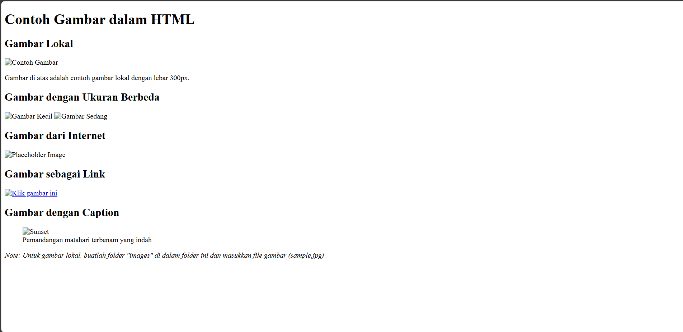 Contoh Gambar dalam HTML
Gambar Lokal
Contoh Gambar
Gambar di atas adalah contoh gambar lokal dengan lebar 300px.
Gambar dengan Ukuran Berbeda
Gambar Kecil Gambar Sedang
Gambar dari Internet
Placeholder Image
Gambar sebagai Link
Klik gambar ini
Gambar dengan Caption
Sunset
Pemandangan matahari terbenam yang indah
Note: Untuk gambar lokal, buatlah folder "images" di dalam folder ini dan masukkan file gambar (sample.jpg)